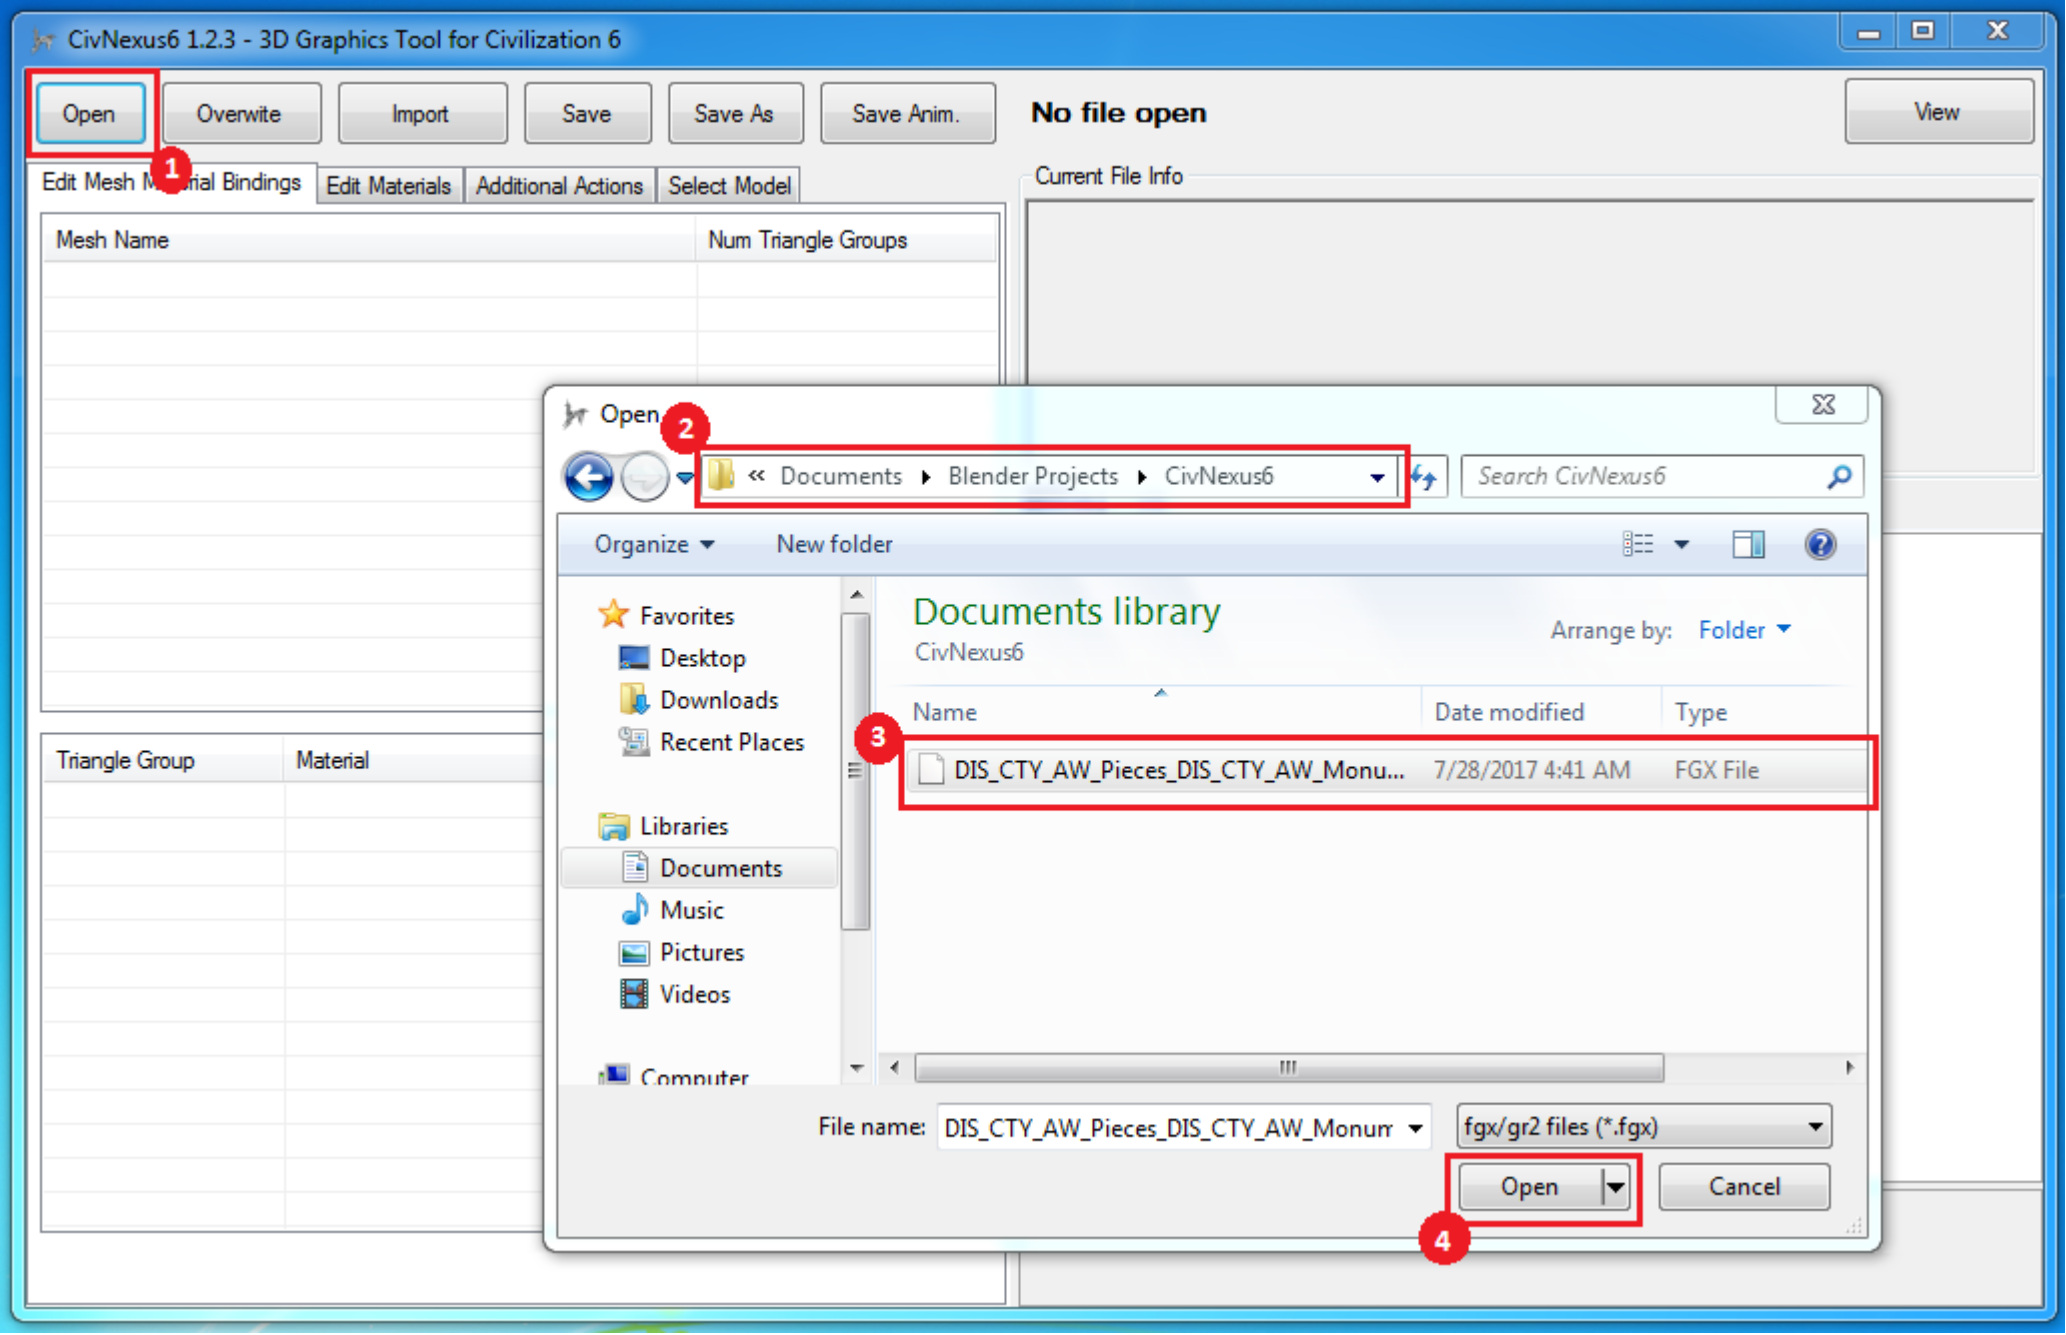 CivNexus6 1.2.3 - 3D Graphics Tool for Civilization 6
Open
Overwite
Import
Save
Save As
Save Anim.
No file open
View
1
Edit Mesh M rial Bindings
Edit Materials
Additional Actions
Select Model
Current File Info
Mesh Name
Num Triangle Groups
Open
2
« Documents Blender Projects CivNexus6
Search CivNexus6
Organize
New folder
Favorites
Desktop
Downloads
Recent Places
Libraries
Documents
Music
Pictures
Videos
Computer
Documents library
CivNexus6
Arrange by: Folder
Name
Date modified
Type
3
DIS_CTY_AW_Pieces_DIS_CTY_AW_Monu...
7/28/2017 4:41 AM
FGX File
Triangle Group
Material
File name: DIS_CTY_AW_Pieces_DIS_CTY_AW_Monum
fgx/gr2 files (*.fgx)
Open
Cancel
4